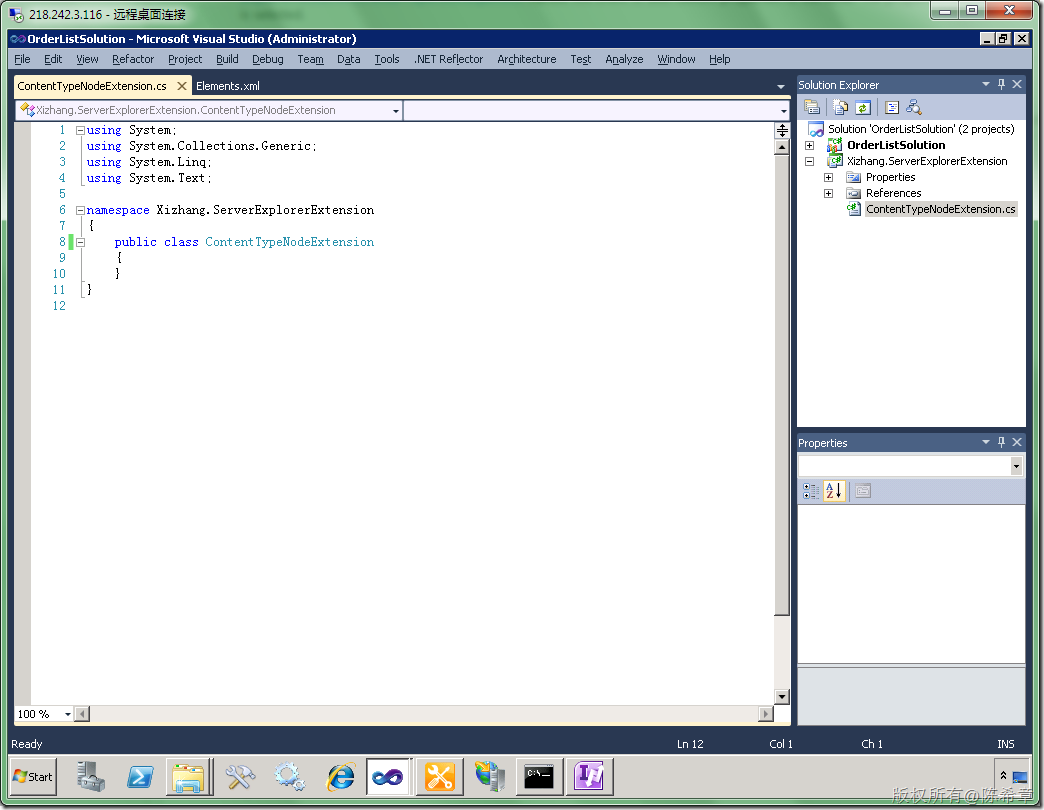 218.242.3.116 - 远程桌面连接
OrderListSolution - Microsoft Visual Studio (Administrator)
File Edit View Refactor Project Build Debug Team Data Tools .NET Reflector Architecture Test Analyze Window Help
ContentTypeNodeExtension.cs Elements.xml
Xizhang.ServerExplorerExtension.ContentTypeNodeExtension
1 using System;
2 using System.Collections.Generic;
3 using System.Linq;
4 using System.Text;
5
6 namespace Xizhang.ServerExplorerExtension
7 {
8 public class ContentTypeNodeExtension
9 {
10 }
11 }
12
100 %
Solution Explorer
Solution 'OrderListSolution' (2 projects)
OrderListSolution
Xizhang.ServerExplorerExtension
Properties
References
ContentTypeNodeExtension.cs
Properties
Ready Ln 12 Col 1 Ch 1 INS
Start
版权所有@陈希章